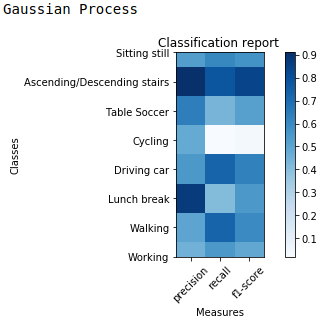 Gaussian Process
Classification report
Sitting still
Ascending/Descending stairs
Table Soccer
Cycling
Driving car
Lunch break
Walking
Working
Classes
precision
recall
f1-score
Measures
0.9
0.8
0.7
0.6
0.5
0.4
0.3
0.2
0.1